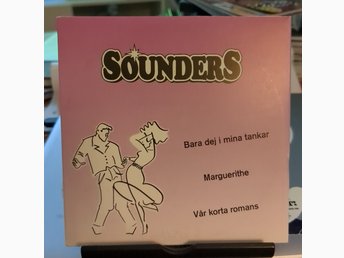 SOUNDERS
Bara dej i mina tankar
Marguerithe
Vår korta romans